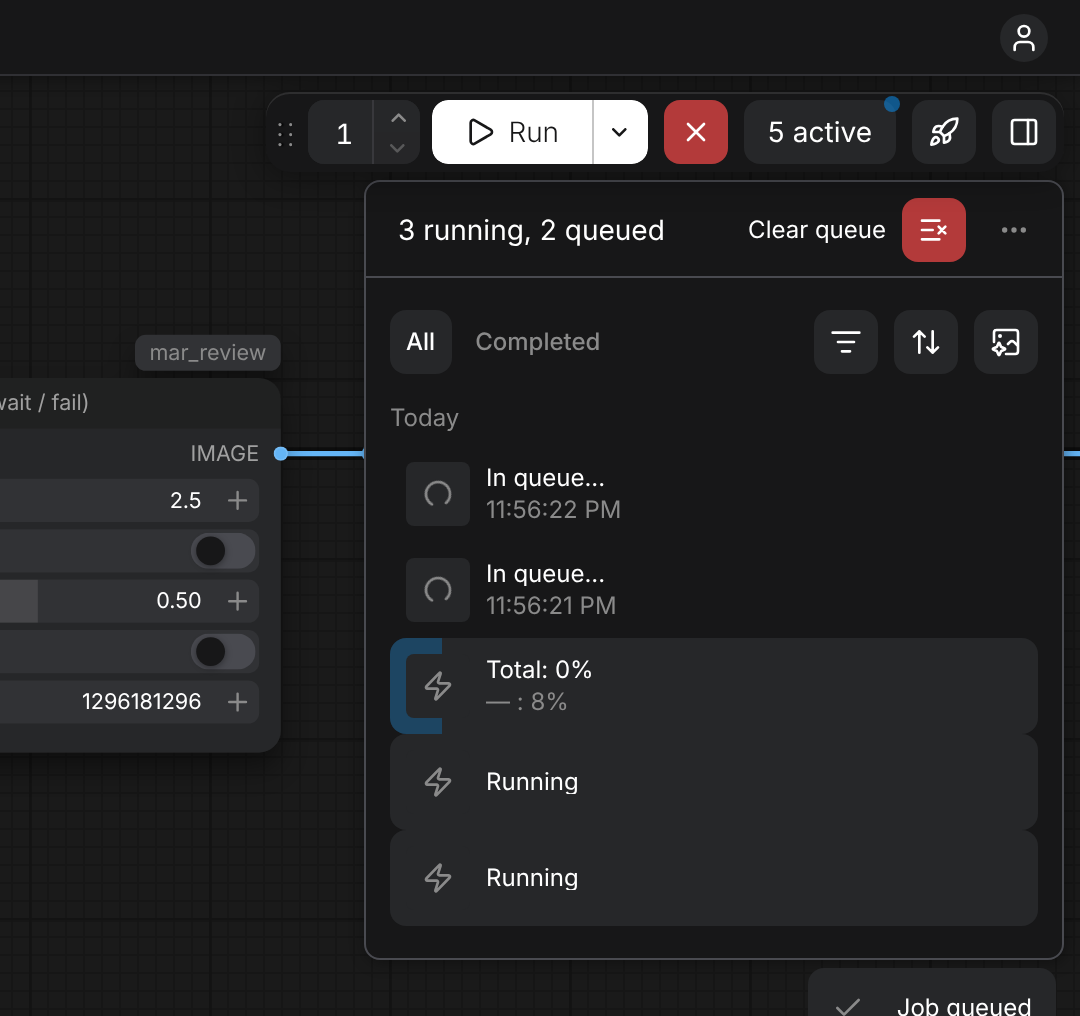 1
Run
5 active
3 running, 2 queued
Clear queue
All
Completed
mar_review
wait / fail)
Today
IMAGE
In queue...
11:56:22 PM
2.5
In queue...
11:56:21 PM
0.50
Total: 0%
— : 8%
1296181296
Running
Running
Job queued